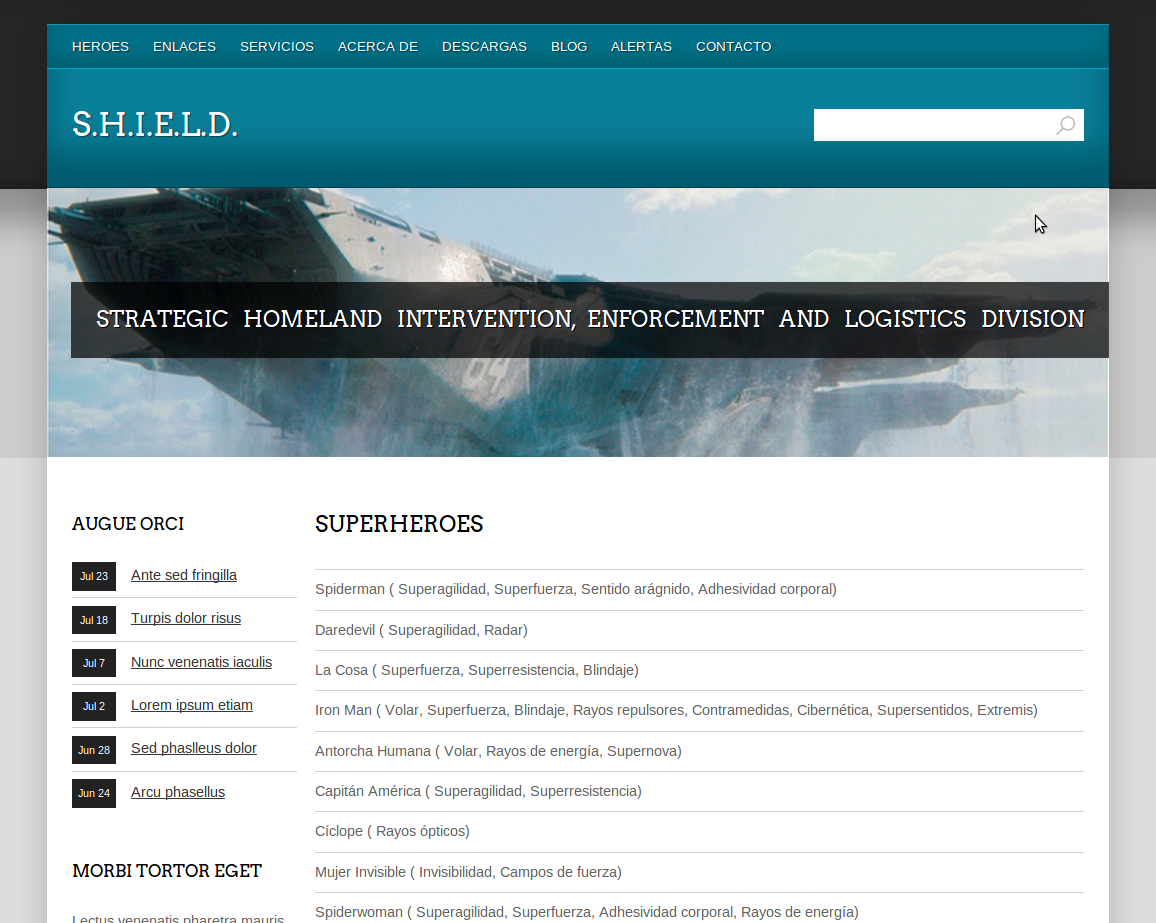 HEROES ENLACES SERVICIOS ACERCA DE DESCARGAS BLOG ALERTAS CONTACTO
S.H.I.E.L.D.
STRATEGIC HOMELAND INTERVENTION, ENFORCEMENT AND LOGISTICS DIVISION
64
AUGUE ORCI
Jul 23 Ante sed fringilla
Jul 18 Turpis dolor risus
Jul 7 Nunc venenatis iaculis
Jul 2 Lorem ipsum etiam
Jun 28 Sed phaslleus dolor
Jun 24 Arcu phasellus
MORBI TORTOR EGET
Lectus venenatis pharetra mauris
SUPERHEROES
Spiderman ( Superagilidad, Superfuerza, Sentido arágnido, Adhesividad corporal)
Daredevil ( Superagilidad, Radar)
La Cosa ( Superfuerza, Superresistencia, Blindaje)
Iron Man ( Volar, Superfuerza, Blindaje, Rayos repulsores, Contramedidas, Cibernética, Supersentidos, Extremis)
Antorcha Humana ( Volar, Rayos de energía, Supernova)
Capitán América ( Superagilidad, Superresistencia)
Cíclope ( Rayos ópticos)
Mujer Invisible ( Invisibilidad, Campos de fuerza)
Spiderwoman ( Superagilidad, Superfuerza, Adhesividad corporal, Rayos de energía)